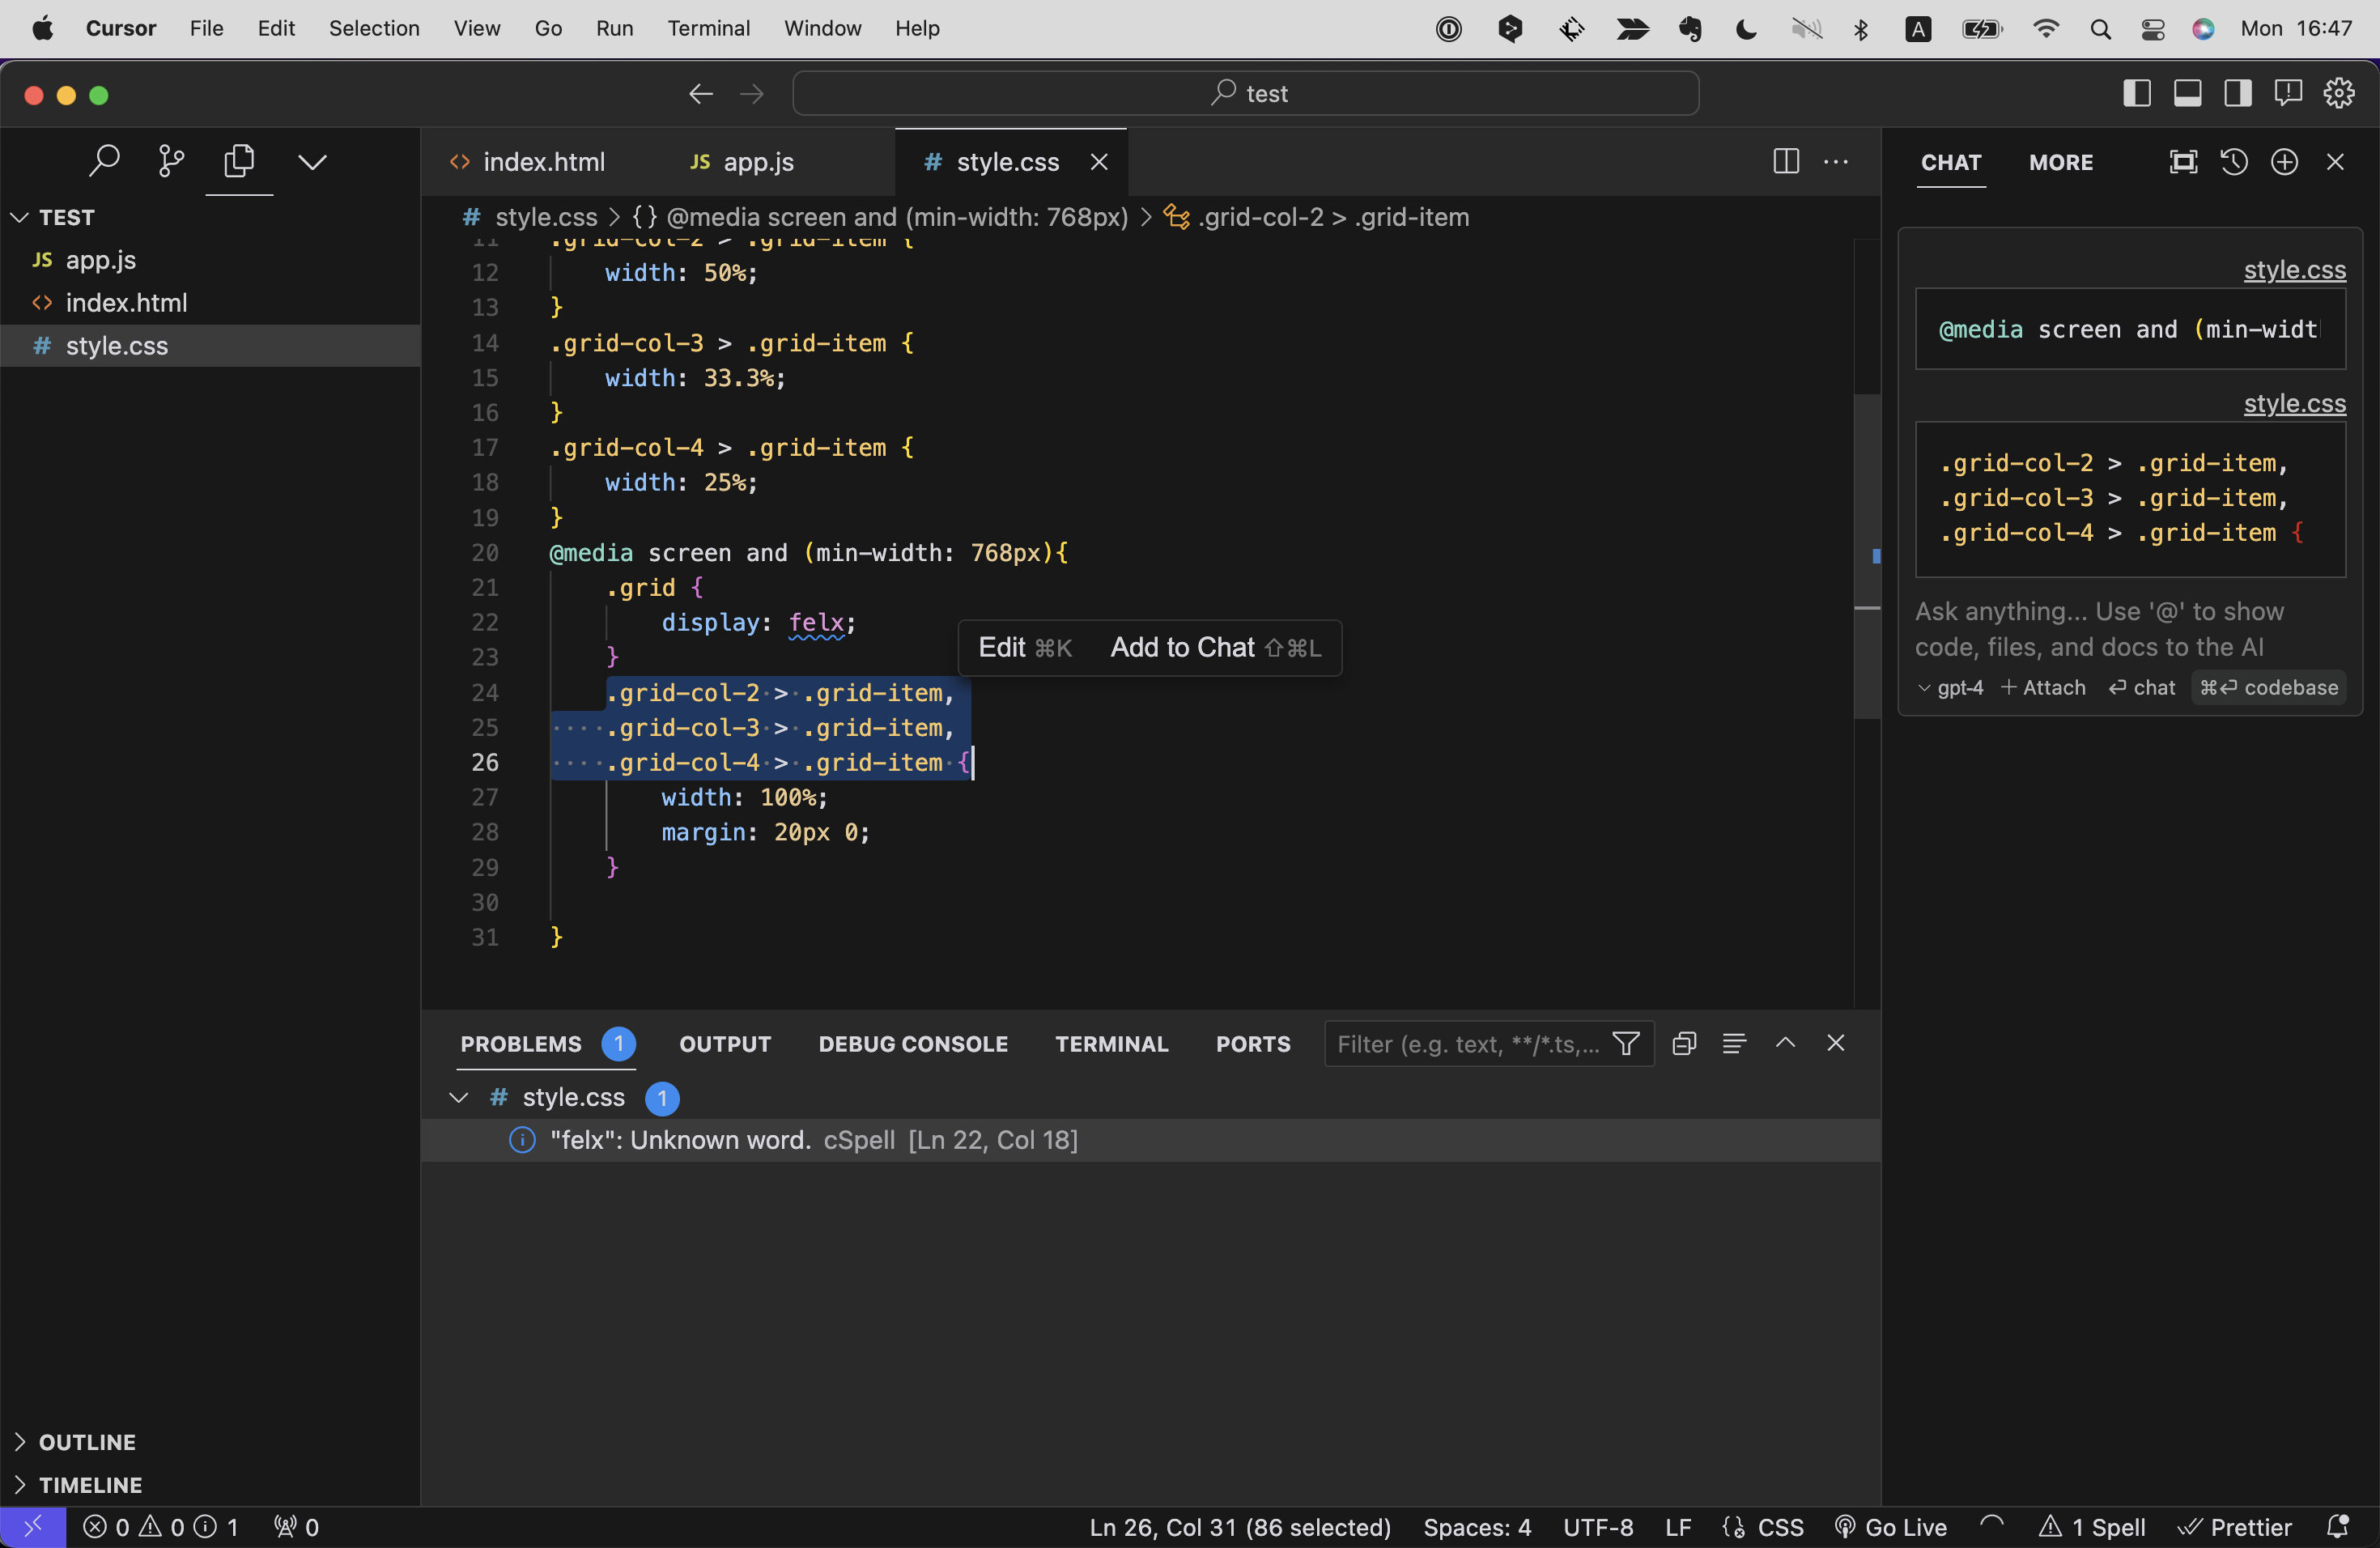 Cursor File Edit Selection View Go Run Terminal Window Help A Mon 16:47
test
index.html JS app.js # style.css
CHAT MORE
TEST
JS app.js
index.html
# style.css
OUTLINE
TIMELINE
# style.css > {} @media screen and (min-width: 768px) > .grid-col-2 > .grid-item
11 .grid-col-2 > .grid-item {
12 width: 50%;
13 }
14 .grid-col-3 > .grid-item {
15 width: 33.3%;
16 }
17 .grid-col-4 > .grid-item {
18 width: 25%;
19 }
20 @media screen and (min-width: 768px){
21 .grid {
22 display: felx;
23 }
24 .grid-col-2 > .grid-item,
25 .grid-col-3 > .grid-item,
26 .grid-col-4 > .grid-item {
27 width: 100%;
28 margin: 20px 0;
29 }
30
31 }
Edit ⌘K Add to Chat ⇧⌘L
PROBLEMS 1 OUTPUT DEBUG CONSOLE TERMINAL PORTS Filter (e.g. text, **/*.ts,...
# style.css 1
"felx": Unknown word. cSpell [Ln 22, Col 18]
style.css
@media screen and (min-widt
style.css
.grid-col-2 > .grid-item,
.grid-col-3 > .grid-item,
.grid-col-4 > .grid-item {
Ask anything... Use '@' to show
code, files, and docs to the AI
gpt-4 + Attach ⏎ chat ⌘⏎ codebase
0 0 1 0 Ln 26, Col 31 (86 selected) Spaces: 4 UTF-8 LF CSS Go Live 1 Spell Prettier